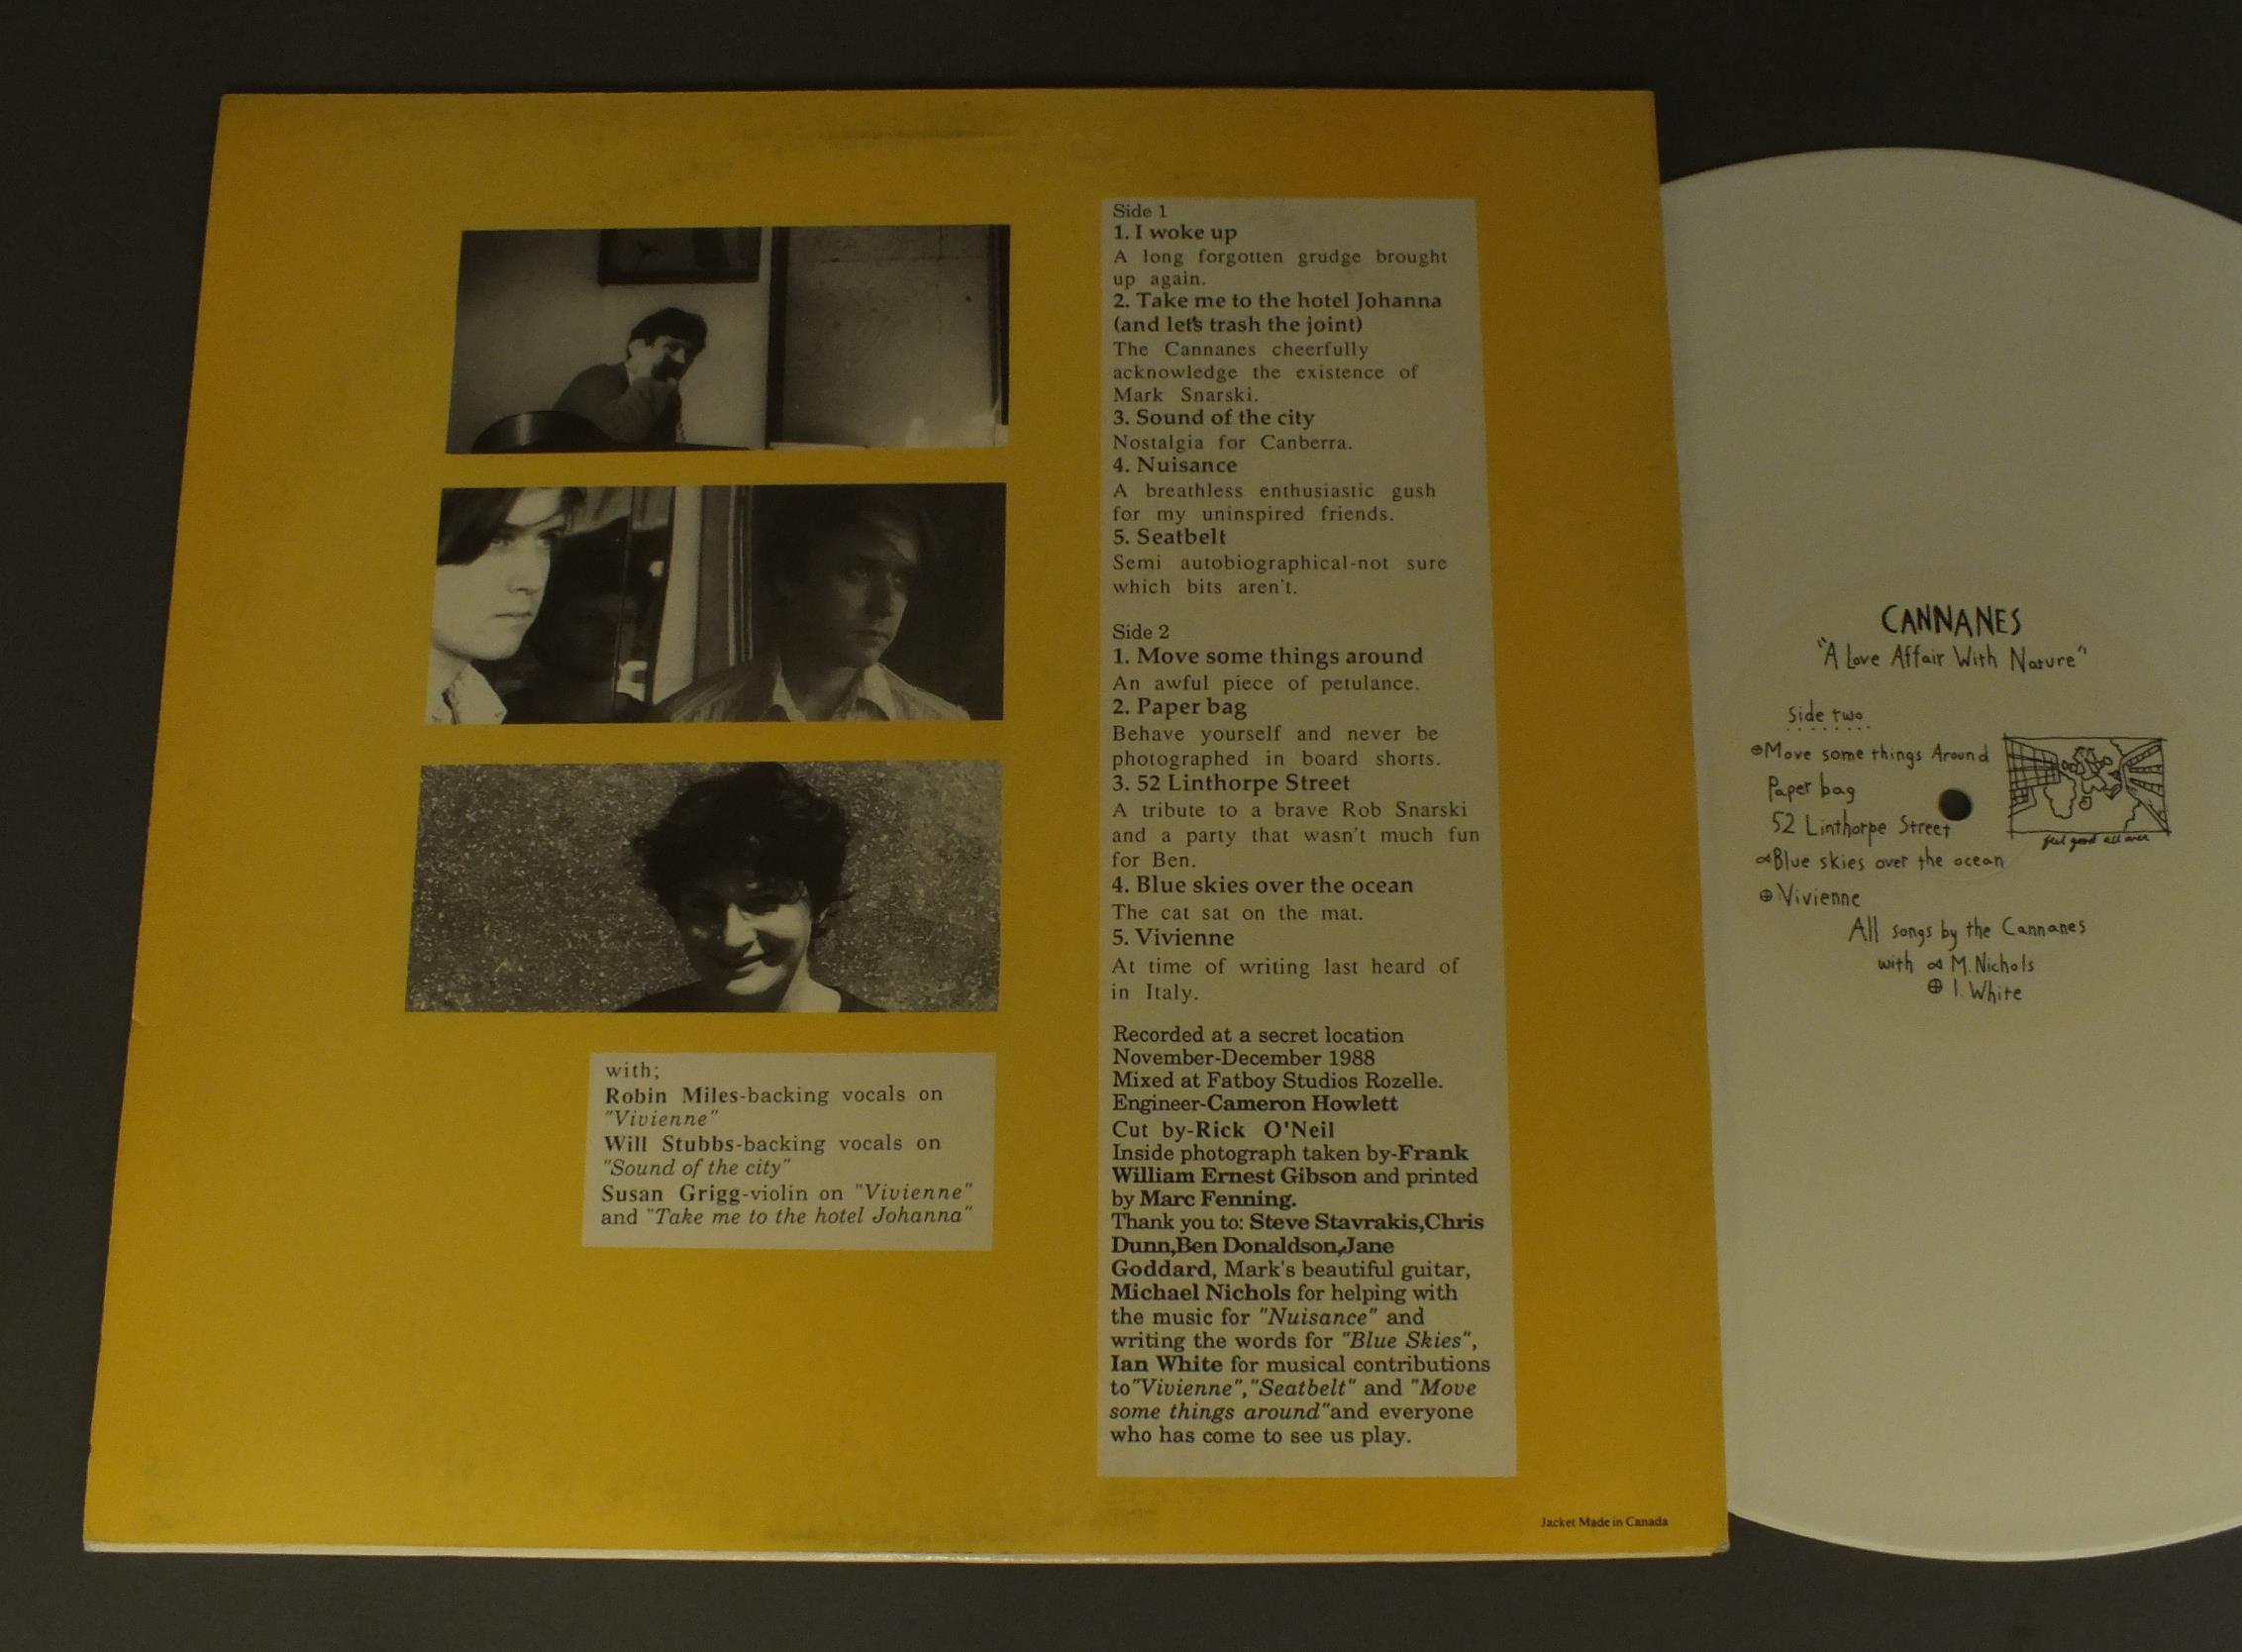 Side 1
1. I woke up
A long forgotten grudge brought
up again.
2. Take me to the hotel Johanna
(and let's trash the joint)
The Cannanes cheerfully
acknowledge the existence of
Mark Snarski.
3. Sound of the city
Nostalgia for Canberra.
4. Nuisance
A breathless enthusiastic gush
for my uninspired friends.
5. Seatbelt
Semi autobiographical-not sure
which bits aren't.
Side 2
1. Move some things around
An awful piece of petulance.
2. Paper bag
Behave yourself and never be
photographed in board shorts.
3. 52 Linthorpe Street
A tribute to a brave Rob Snarski
and a party that wasn't much fun
for Ben.
4. Blue skies over the ocean
The cat sat on the mat.
5. Vivienne
At time of writing last heard of
in Italy.
Recorded at a secret location
November-December 1988
Mixed at Fatboy Studios Rozelle.
Engineer-Cameron Howlett
Cut by-Rick O'Neil
Inside photograph taken by-Frank
William Ernest Gibson and printed
by Marc Fenning.
Thank you to: Steve Stavrakis,Chris
Dunn,Ben Donaldson,Jane
Goddard, Mark's beautiful guitar,
Michael Nichols for helping with
the music for "Nuisance" and
writing the words for "Blue Skies",
Ian White for musical contributions
to"Vivienne","Seatbelt" and "Move
some things around"and everyone
who has come to see us play.
with;
Robin Miles-backing vocals on
"Vivienne"
Will Stubbs-backing vocals on
"Sound of the city"
Susan Grigg-violin on "Vivienne"
and "Take me to the hotel Johanna"
Jacket Made in Canada
CANNANES
"A Love Affair With Nature"
Side two
⊕Move some things Around
Paper bag
52 Linthorpe Street
∝Blue skies over the ocean
⊕Vivienne
All songs by the Cannanes
with ∝ M. Nichols
⊕ I. White
feel good all over